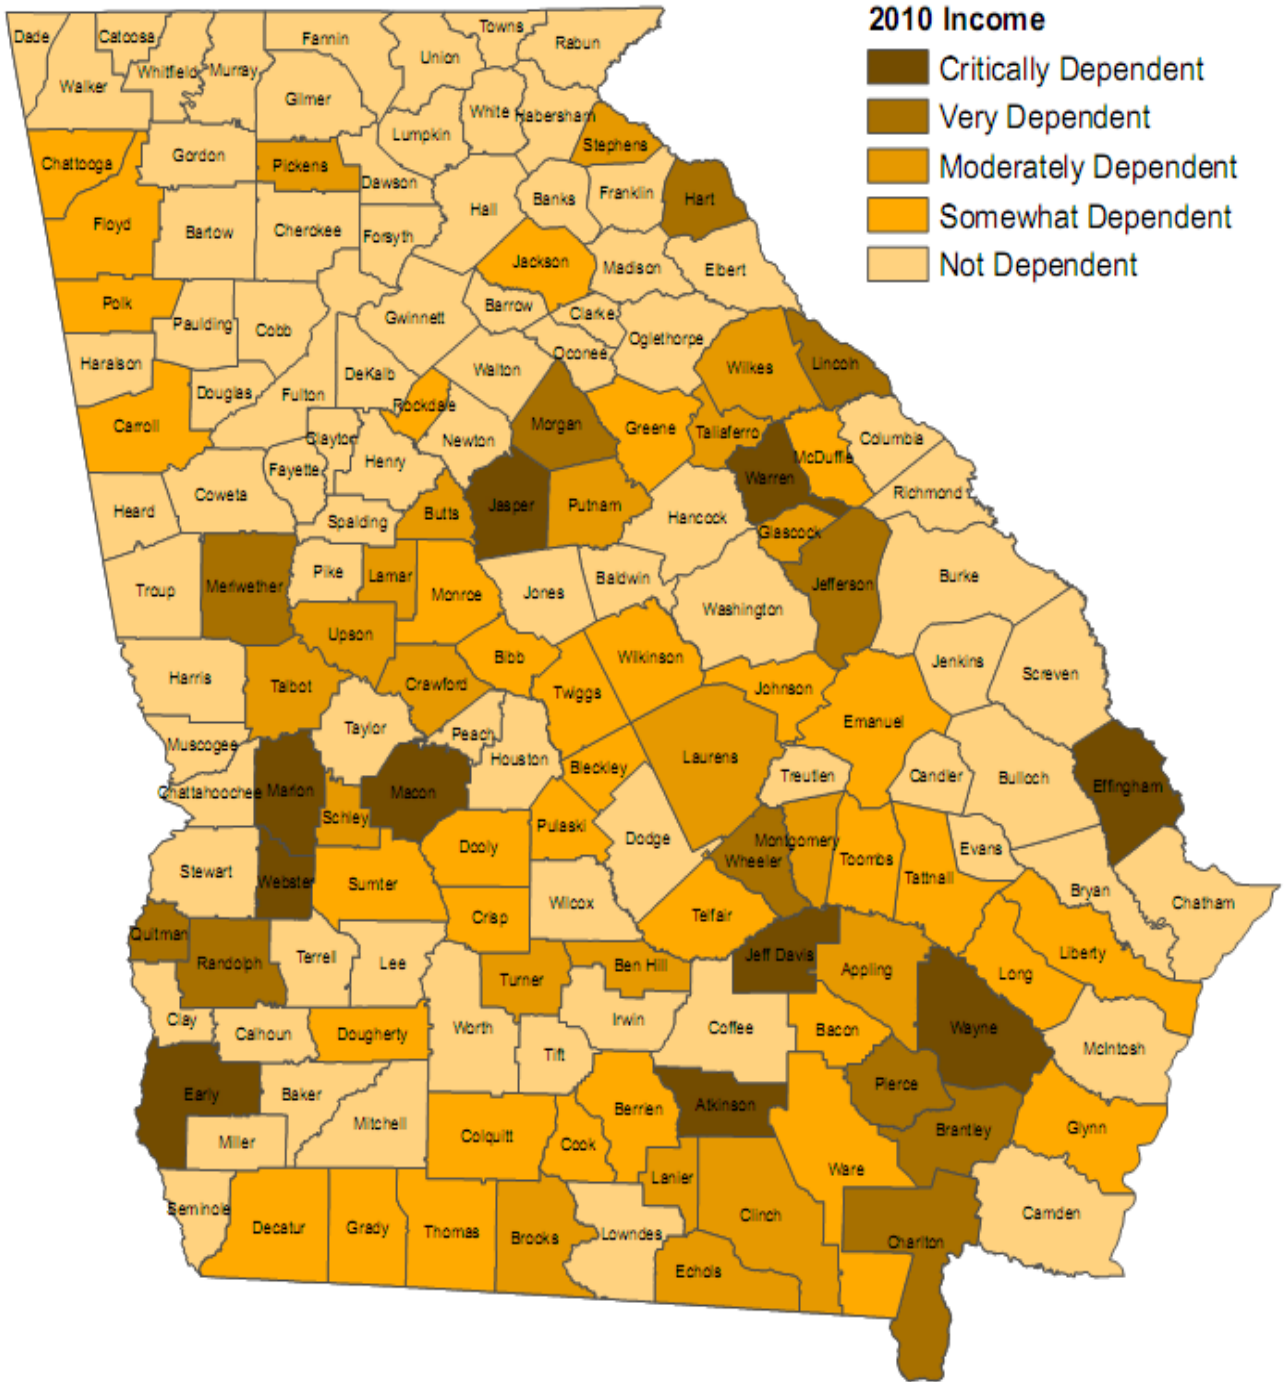 2010 Income
Critically Dependent
Very Dependent
Moderately Dependent
Somewhat Dependent
Not Dependent
Dade
Catoosa
Fannin
Towns
Rabun
Union
Whitfield
Murray
Walker
Gilmer
White
Habersham
Lumpkin
Stephens
Chattooga
Gordon
Pickens
Dawson
Hall
Banks
Franklin
Hart
Floyd
Bartow
Cherokee
Forsyth
Jackson
Madison
Elbert
Polk
Paulding
Cobb
Gwinnett
Barrow
Clarke
Oconee
Oglethorpe
Haralson
Douglas
Fulton
DeKalb
Walton
Wilkes
Lincoln
Rockdale
Carroll
Clayton
Henry
Newton
Morgan
Greene
Taliaferro
McDuffie
Columbia
Fayette
Warren
Richmond
Heard
Coweta
Spalding
Butts
Jasper
Putnam
Hancock
Glascock
Troup
Meriwether
Pike
Lamar
Monroe
Jones
Baldwin
Washington
Jefferson
Burke
Upson
Bibb
Wilkinson
Jenkins
Screven
Harris
Talbot
Crawford
Twiggs
Johnson
Emanuel
Taylor
Peach
Muscogee
Houston
Bleckley
Laurens
Treutlen
Candler
Bulloch
Effingham
Chattahoochee
Marion
Macon
Schley
Pulaski
Dodge
Montgomery
Wheeler
Toombs
Tattnall
Evans
Stewart
Webster
Sumter
Dooly
Bryan
Chatham
Crisp
Wilcox
Telfair
Quitman
Randolph
Terrell
Lee
Turner
Ben Hill
Jeff Davis
Appling
Long
Liberty
Clay
Calhoun
Dougherty
Worth
Irwin
Coffee
Bacon
Wayne
McIntosh
Tift
Early
Baker
Mitchell
Berrien
Atkinson
Pierce
Miller
Colquitt
Cook
Brantley
Glynn
Lanier
Ware
Seminole
Decatur
Grady
Thomas
Brooks
Lowndes
Clinch
Camden
Echols
Charlton